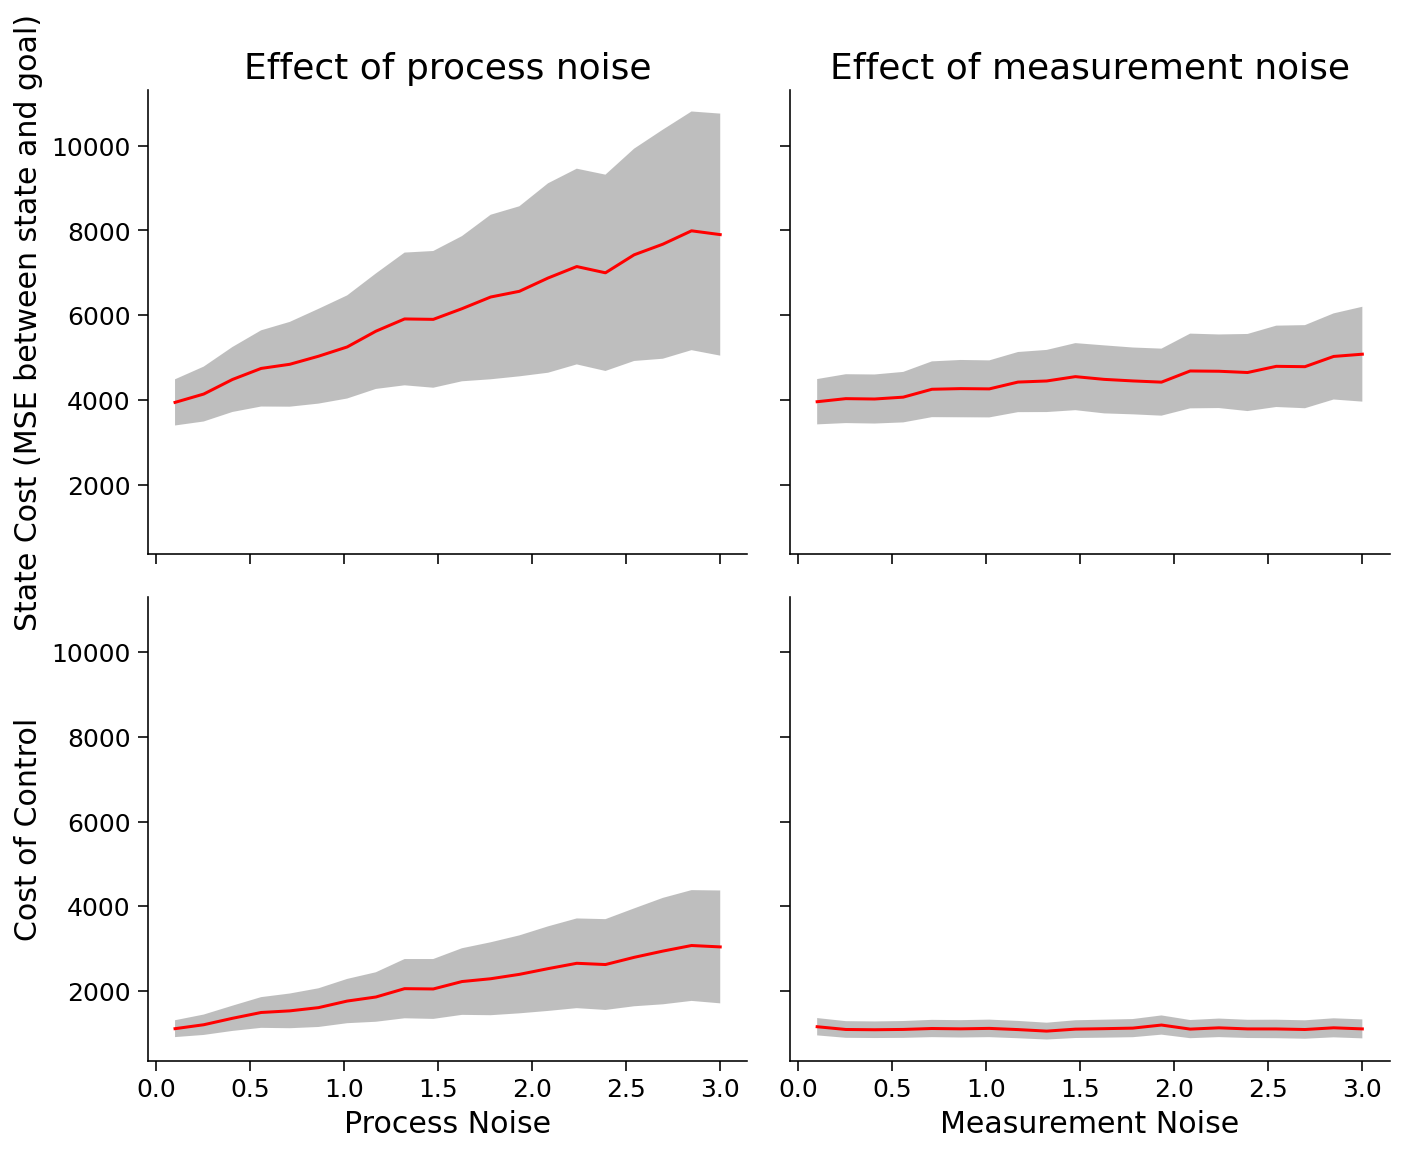 Effect of process noise
Effect of measurement noise
State Cost (MSE between state and goal)
10000
8000
6000
4000
2000
Cost of Control
10000
8000
6000
4000
2000
0.0 0.5 1.0 1.5 2.0 2.5 3.0
Process Noise
0.0 0.5 1.0 1.5 2.0 2.5 3.0
Measurement Noise